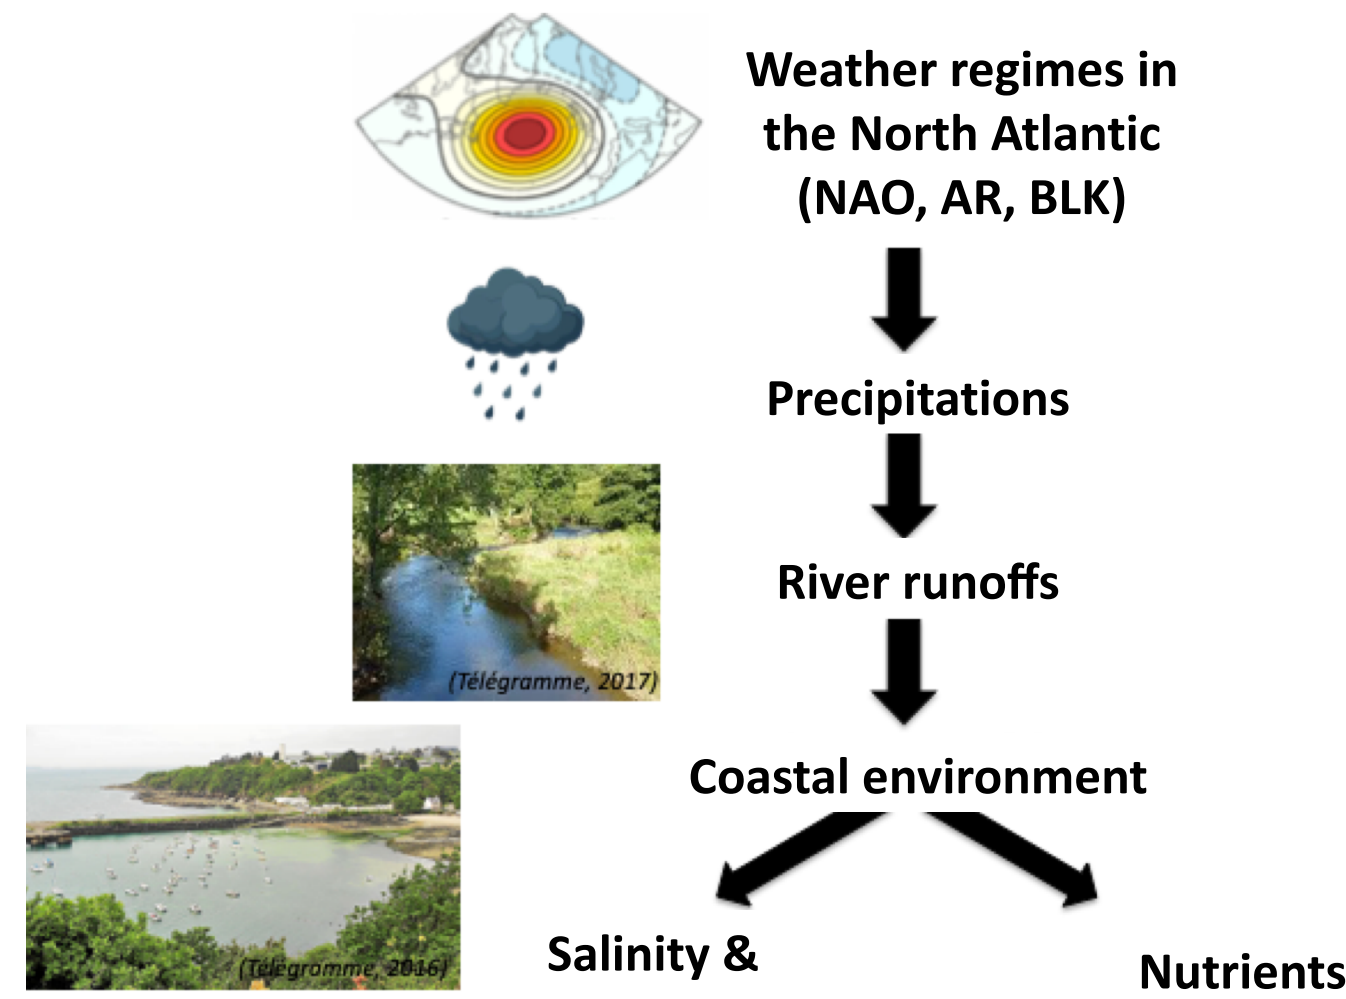 Weather regimes in
the North Atlantic
(NAO, AR, BLK)
Precipitations
River runoffs
(Télégramme, 2017)
Coastal environment
(Télégramme, 2016)
Salinity &
Nutrients